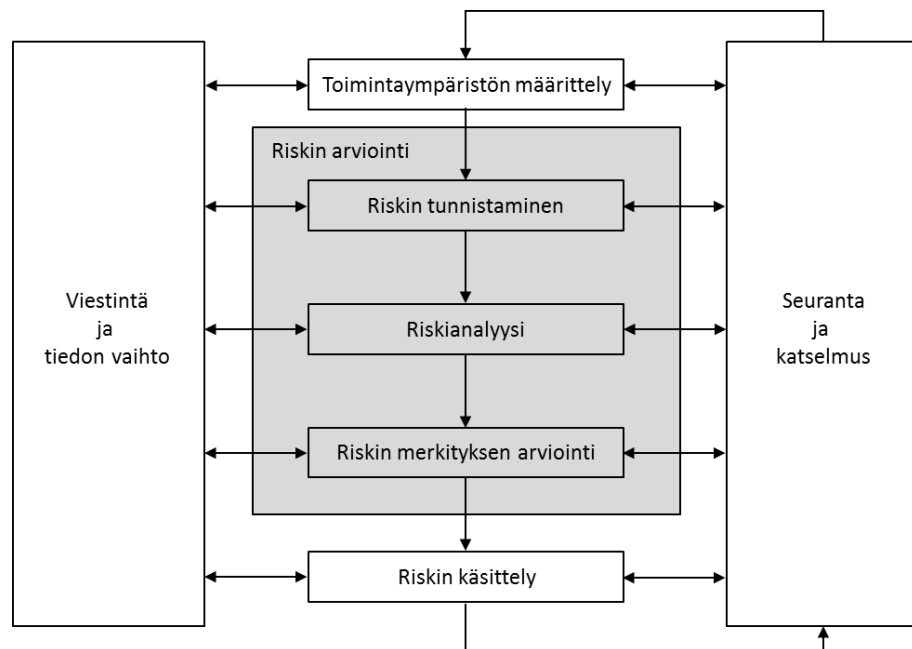 Toimintaympäristön määrittely
Riskin arviointi
Riskin tunnistaminen
Viestintä
ja
tiedon vaihto
Riskianalyysi
Seuranta
ja
katselmus
Riskin merkityksen arviointi
Riskin käsittely